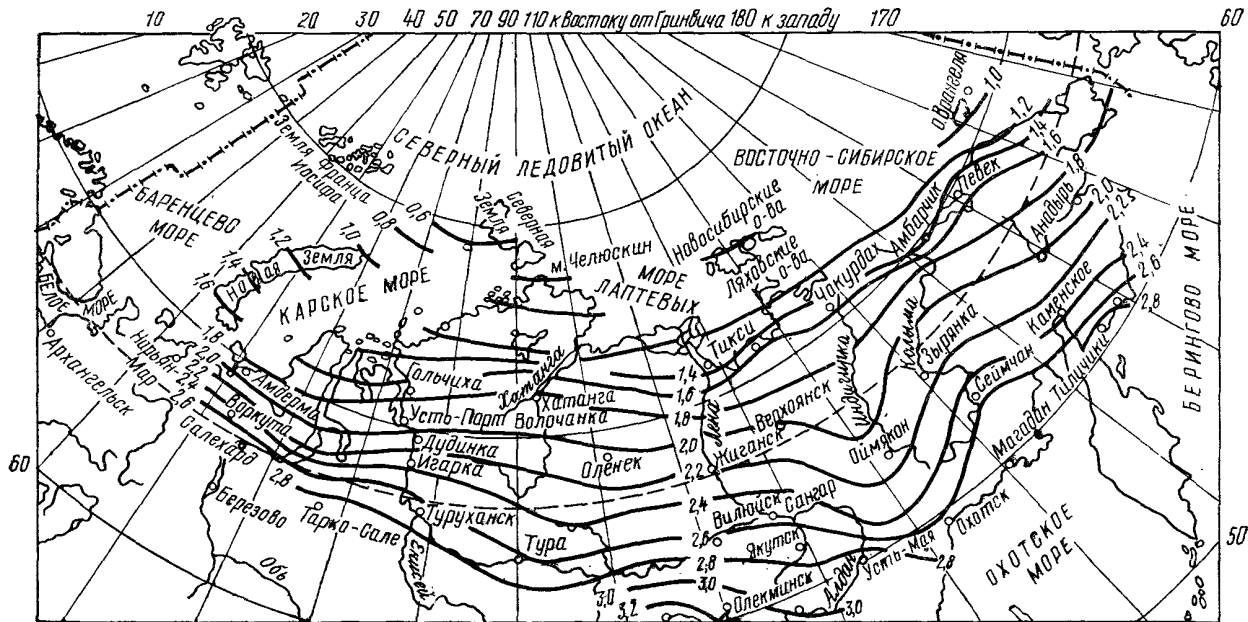 10 20 30 40 50 70 90 110 к Востоку от Гринвича 180 к западу 170 60
о.Врангеля
1,0
1,2
1,4
1,6
1,8
2,0
2,2
СЕВЕРНЫЙ ЛЕДОВИТЫЙ ОКЕАН
Земля Франца
Иосифа
БАРЕНЦЕВО
МОРЕ
ВОСТОЧНО-СИБИРСКОЕ
МОРЕ
Певек
Амбарчик
Анадырь
0,6
0,8
1,0
1,2
1,4
1,6
Северная
Земля
м. Челюскин
Новосибирские
о-ва
Ляховские
о-ва
МОРЕ
ЛАПТЕВЫХ
Новая Земля
КАРСКОЕ МОРЕ
БЕЛОЕ
МОРЕ
Чокурдах
Колыма
Зырянка
Индигирка
Каменское
2,4
2,6
2,8
БЕРИНГОВО МОРЕ
1,8
2,0
2,2
2,4
2,6
Нарьян-
Мар
Архангельск
Амдерма
Воркута
Салехард
2,8
Березово
Гольчиха
Хатанга
Хатанга
Усть-Порт Волочанка
Дудинка
Игарка
Оленек
Тикси
1,4
1,6
1,8
2,0
2,2
2,4
2,6
2,8
3,0
Лена
Верхоянск
Жиганск
Оймякон
Сеймчан
Магадан
Тиличики
60
Тарко-Сале
Туруханск
Тура
Вилюйск
Сангар
Якутск
Охотск
Усть-Мая
2,8
ОХОТСКОЕ
МОРЕ
50
Обь
Енисей
3,0
3,2
Олекминск
Алдан
3,0